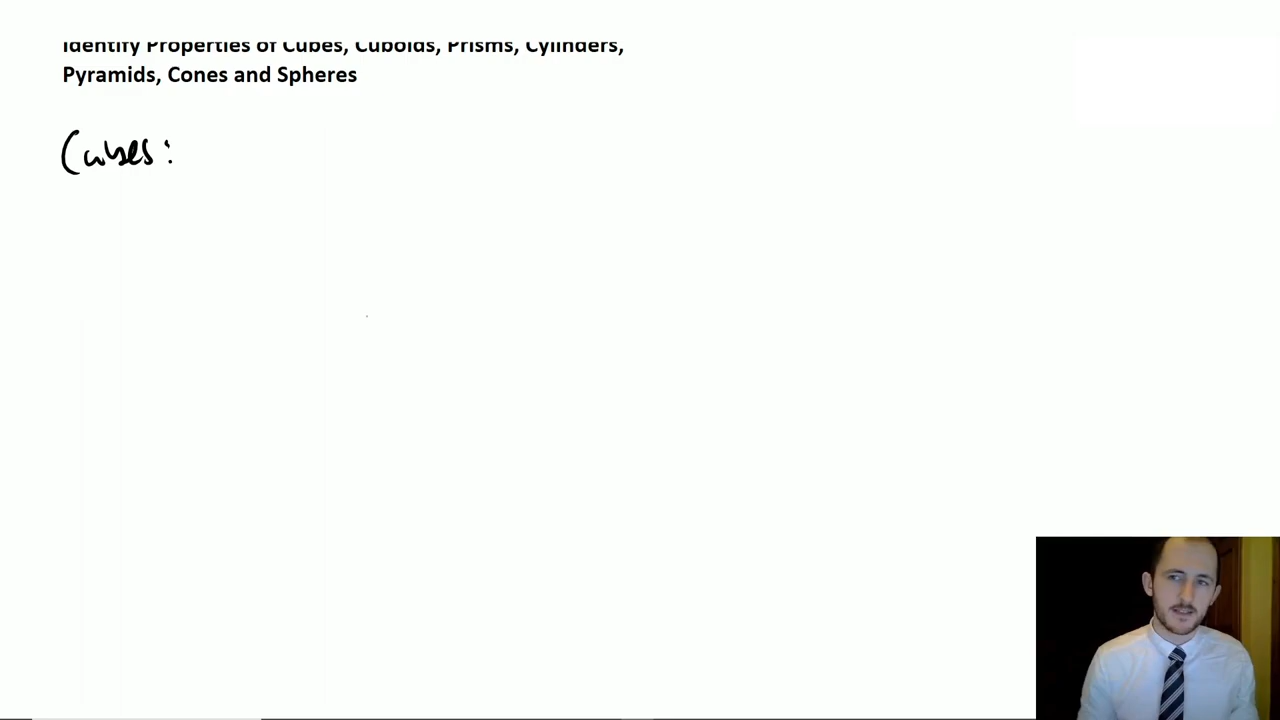 Identify Properties of Cubes, Cuboids, Prisms, Cylinders,
Pyramids, Cones and Spheres
Cubes: